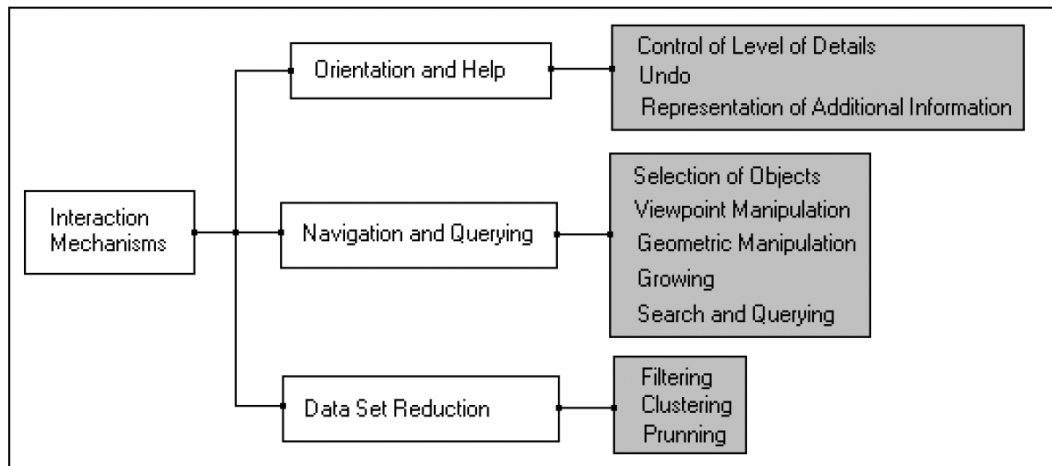 Interaction
Mechanisms
Orientation and Help
Control of Level of Details
Undo
Representation of Additional Information
Navigation and Querying
Selection of Objects
Viewpoint Manipulation
Geometric Manipulation
Growing
Search and Querying
Data Set Reduction
Filtering
Clustering
Prunning